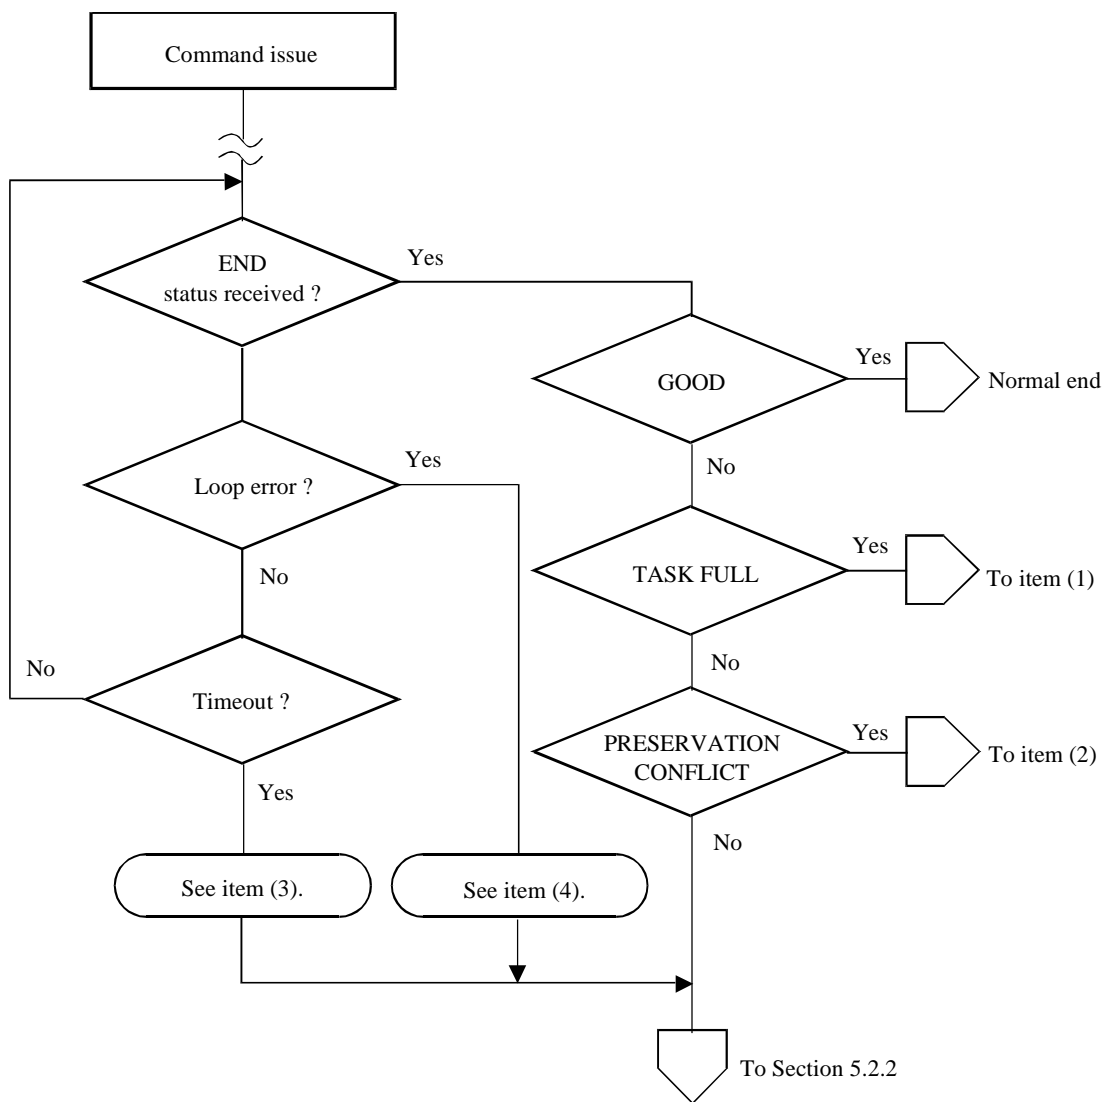 Command issue
END
status received ?
Yes
GOOD
Yes
Normal end
No
Loop error ?
Yes
No
TASK FULL
Yes
To item (1)
No
Timeout ?
No
Yes
PRESERVATION
CONFLICT
Yes
To item (2)
No
See item (3).
See item (4).
To Section 5.2.2